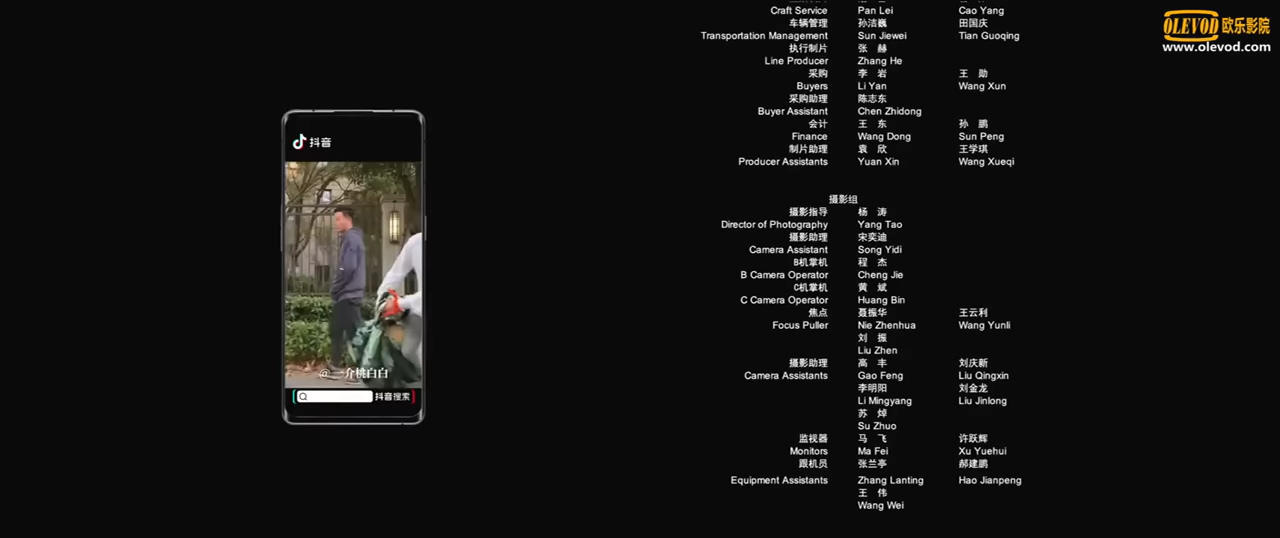 OLEVOD 欧乐影院
www.olevod.com
抖音
@一介桃白白
抖音搜索
Craft Service Pan Lei Cao Yang
车辆管理 孙洁巍 田国庆
Transportation Management Sun Jiewei Tian Guoqing
执行制片 张 赫
Line Producer Zhang He
采购 李 岩 王 勋
Buyers Li Yan Wang Xun
采购助理 陈志东
Buyer Assistant Chen Zhidong
会计 王 东 孙 鹏
Finance Wang Dong Sun Peng
制片助理 袁 欣 王学琪
Producer Assistants Yuan Xin Wang Xueqi
摄影组
摄影指导 杨 涛
Director of Photography Yang Tao
摄影助理 宋奕迪
Camera Assistant Song Yidi
B机掌机 程 杰
B Camera Operator Cheng Jie
C机掌机 黄 斌
C Camera Operator Huang Bin
焦点 聂振华 王云利
Focus Puller Nie Zhenhua Wang Yunli
刘 振
Liu Zhen
摄影助理 高 丰 刘庆新
Camera Assistants Gao Feng Liu Qingxin
李明阳 刘金龙
Li Mingyang Liu Jinlong
苏 焯
Su Zhuo
监视器 马 飞 许跃辉
Monitors Ma Fei Xu Yuehui
跟机员 张兰亭 郝建鹏
Equipment Assistants Zhang Lanting Hao Jianpeng
王 伟
Wang Wei